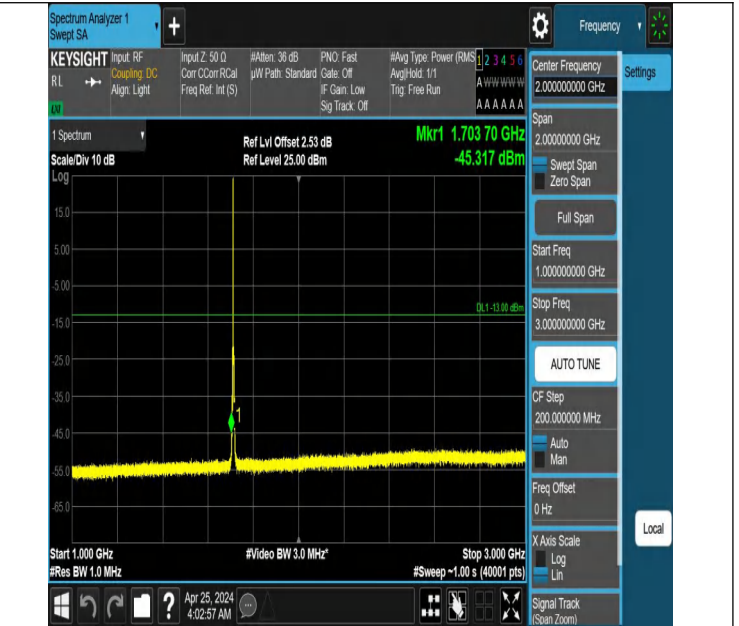 Spectrum Analyzer 1
Swept SA
+
Frequency
KEYSIGHT
RL
Input: RF
Coupling: DC
Align: Light
Input Z: 50 Ω
Corr CCorr RCal
Freq Ref: Int (S)
#Atten: 36 dB
µW Path: Standard
PNO: Fast
Gate: Off
IF Gain: Low
Sig Track: Off
#Avg Type: Power (RMS
Avg|Hold: 1/1
Trig: Free Run
1 2 3 4 5 6
A W W W W W
A A A A A A
1 Spectrum
Scale/Div 10 dB
Log
Ref Lvl Offset 2.53 dB
Ref Level 25.00 dBm
Mkr1 1.703 70 GHz
-45.317 dBm
15.0
5.00
-5.00
DL1 -13.00 dBm
-15.0
-25.0
-35.0
1
-45.0
-55.0
-65.0
Start 1.000 GHz
#Res BW 1.0 MHz
#Video BW 3.0 MHz*
Stop 3.000 GHz
#Sweep ~1.00 s (40001 pts)
Center Frequency
2.000000000 GHz
Settings
Span
2.00000000 GHz
Swept Span
Zero Span
Full Span
Start Freq
1.000000000 GHz
Stop Freq
3.000000000 GHz
AUTO TUNE
CF Step
200.000000 MHz
Auto
Man
Freq Offset
0 Hz
X Axis Scale
Log
Lin
Local
Signal Track
(Span Zoom)
?
Apr 25, 2024
4:02:57 AM